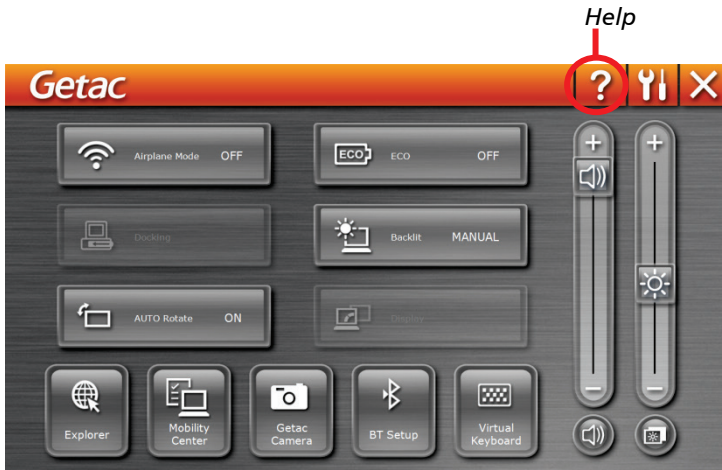 Help
Getac ?
Airplane Mode OFF
ECO ECO OFF
Docking
Backlit MANUAL
AUTO Rotate ON
Display
Explorer
Mobility
Center
Getac
Camera
BT Setup
Virtual
Keyboard